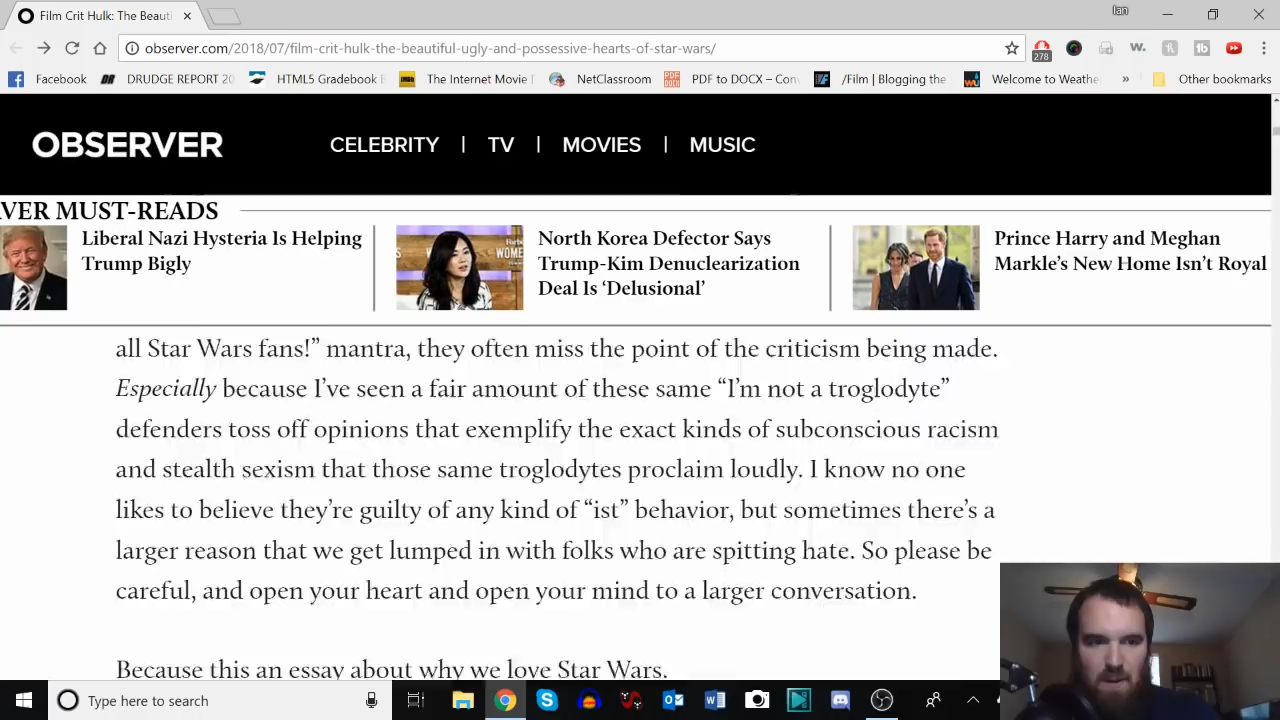 Film Crit Hulk: The Beauti
Ian
observer.com/2018/07/film-crit-hulk-the-beautiful-ugly-and-possessive-hearts-of-star-wars/
278
Facebook
DRUDGE REPORT 20
HTML5 Gradebook
The Internet Movie
NetClassroom
PDF to DOCX – Con
/Film | Blogging the
Welcome to Weathe
»
Other bookmarks
OBSERVER
CELEBRITY | TV | MOVIES | MUSIC
VER MUST-READS
Liberal Nazi Hysteria Is Helping
Trump Bigly
North Korea Defector Says
Trump-Kim Denuclearization
Deal Is ‘Delusional’
Prince Harry and Meghan
Markle’s New Home Isn’t Royal
all Star Wars fans!” mantra, they often miss the point of the criticism being made.
Especially because I’ve seen a fair amount of these same “I’m not a troglodyte”
defenders toss off opinions that exemplify the exact kinds of subconscious racism
and stealth sexism that those same troglodytes proclaim loudly. I know no one
likes to believe they’re guilty of any kind of “ist” behavior, but sometimes there’s a
larger reason that we get lumped in with folks who are spitting hate. So please be
careful, and open your heart and open your mind to a larger conversation.
Because this an essay about why we love Star Wars.
Type here to search